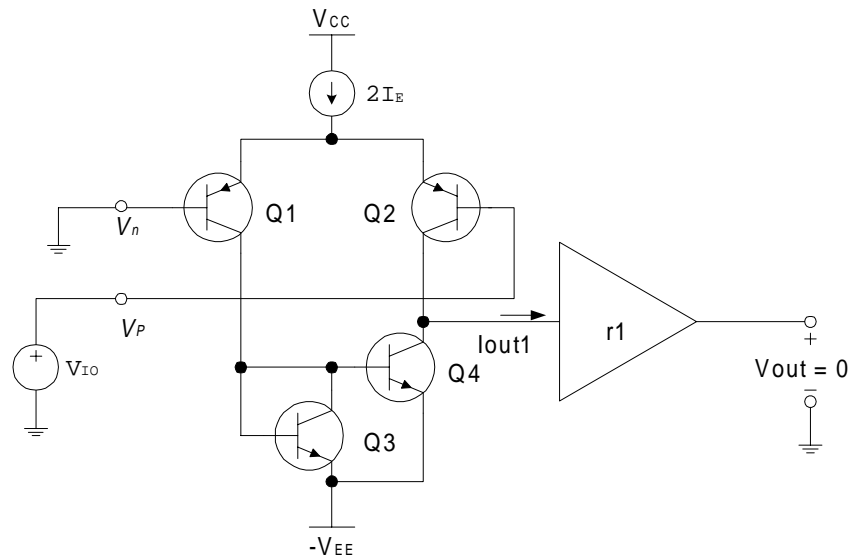 VCC
2IE
Q1
Q2
Vn
VP
VIO
+
Iout1
r1
+
Vout = 0
-
Q4
Q3
-VEE